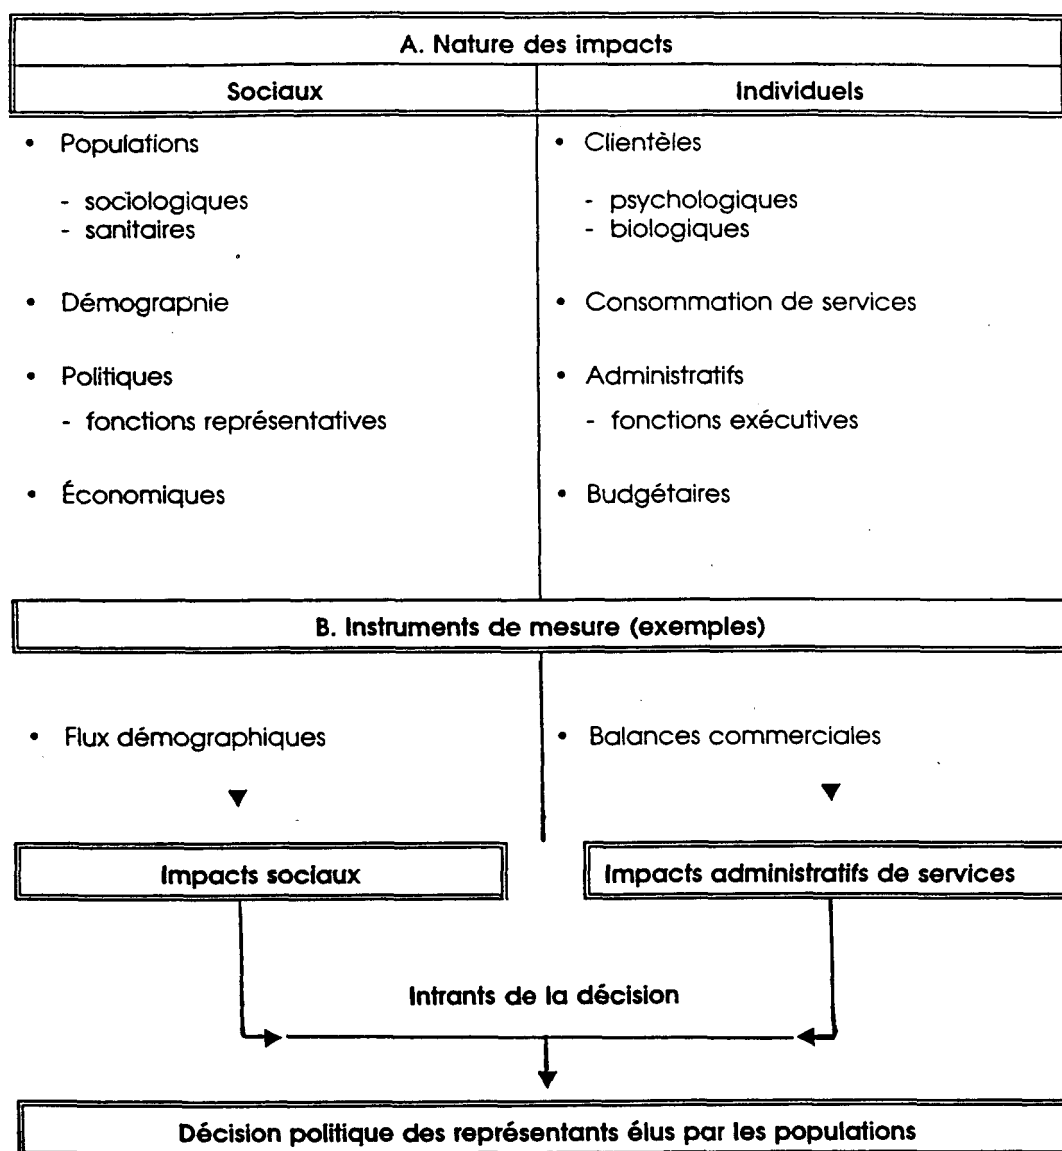 A. Nature des impacts
Sociaux
Individuels
• Populations
- sociologiques
- sanitaires
• Démographie
• Politiques
- fonctions représentatives
• Économiques
• Clientèles
- psychologiques
- biologiques
• Consommation de services
• Administratifs
- fonctions exécutives
• Budgétaires
B. Instruments de mesure (exemples)
• Flux démographiques
• Balances commerciales
Impacts sociaux
Impacts administratifs de services
Intrants de la décision
Décision politique des représentants élus par les populations